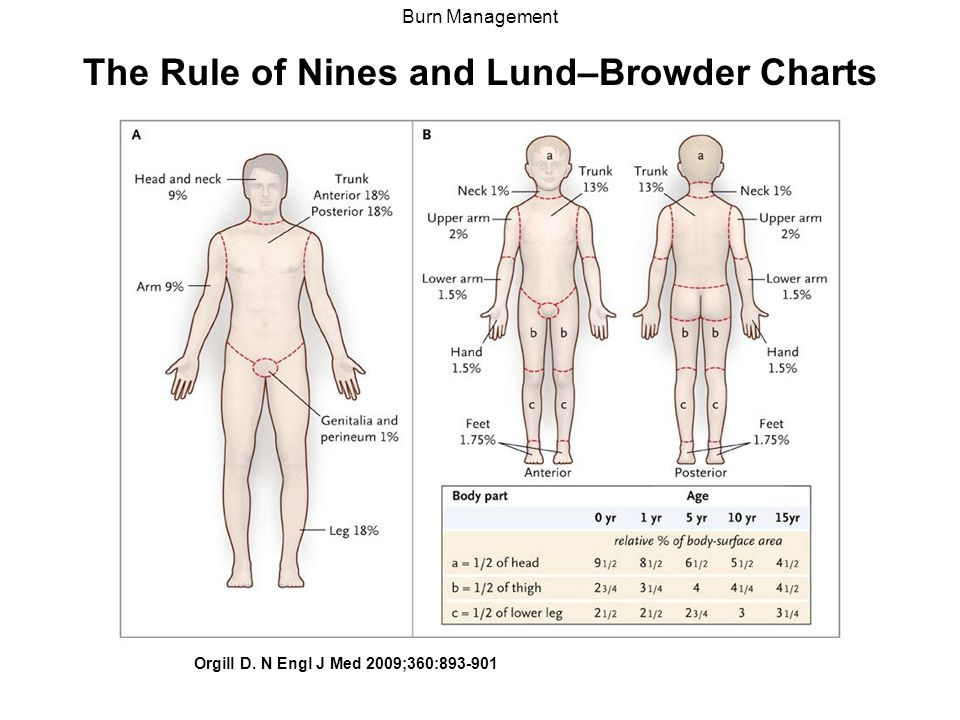 Burn Management
The Rule of Nines and Lund–Browder Charts
A
Head and neck
9%
Trunk
Anterior 18%
Posterior 18%
Arm 9%
Genitalia and
perineum 1%
Leg 18%
B
a
a
Trunk
13%
Trunk
13%
Neck 1%
Neck 1%
Upper arm
2%
Upper arm
2%
Lower arm
1.5%
Lower arm
1.5%
b b
b b
Hand
1.5%
Hand
1.5%
c c
c c
Feet
1.75%
Feet
1.75%
Anterior
Posterior
Body part Age
0 yr 1 yr 5 yr 10 yr 15yr
relative % of body-surface area
a = 1/2 of head 9 1/2 8 1/2 6 1/2 5 1/2 4 1/2
b = 1/2 of thigh 2 3/4 3 1/4 4 4 1/4 4 1/2
c = 1/2 of lower leg 2 1/2 2 1/2 2 3/4 3 3 1/4
Orgill D. N Engl J Med 2009;360:893-901